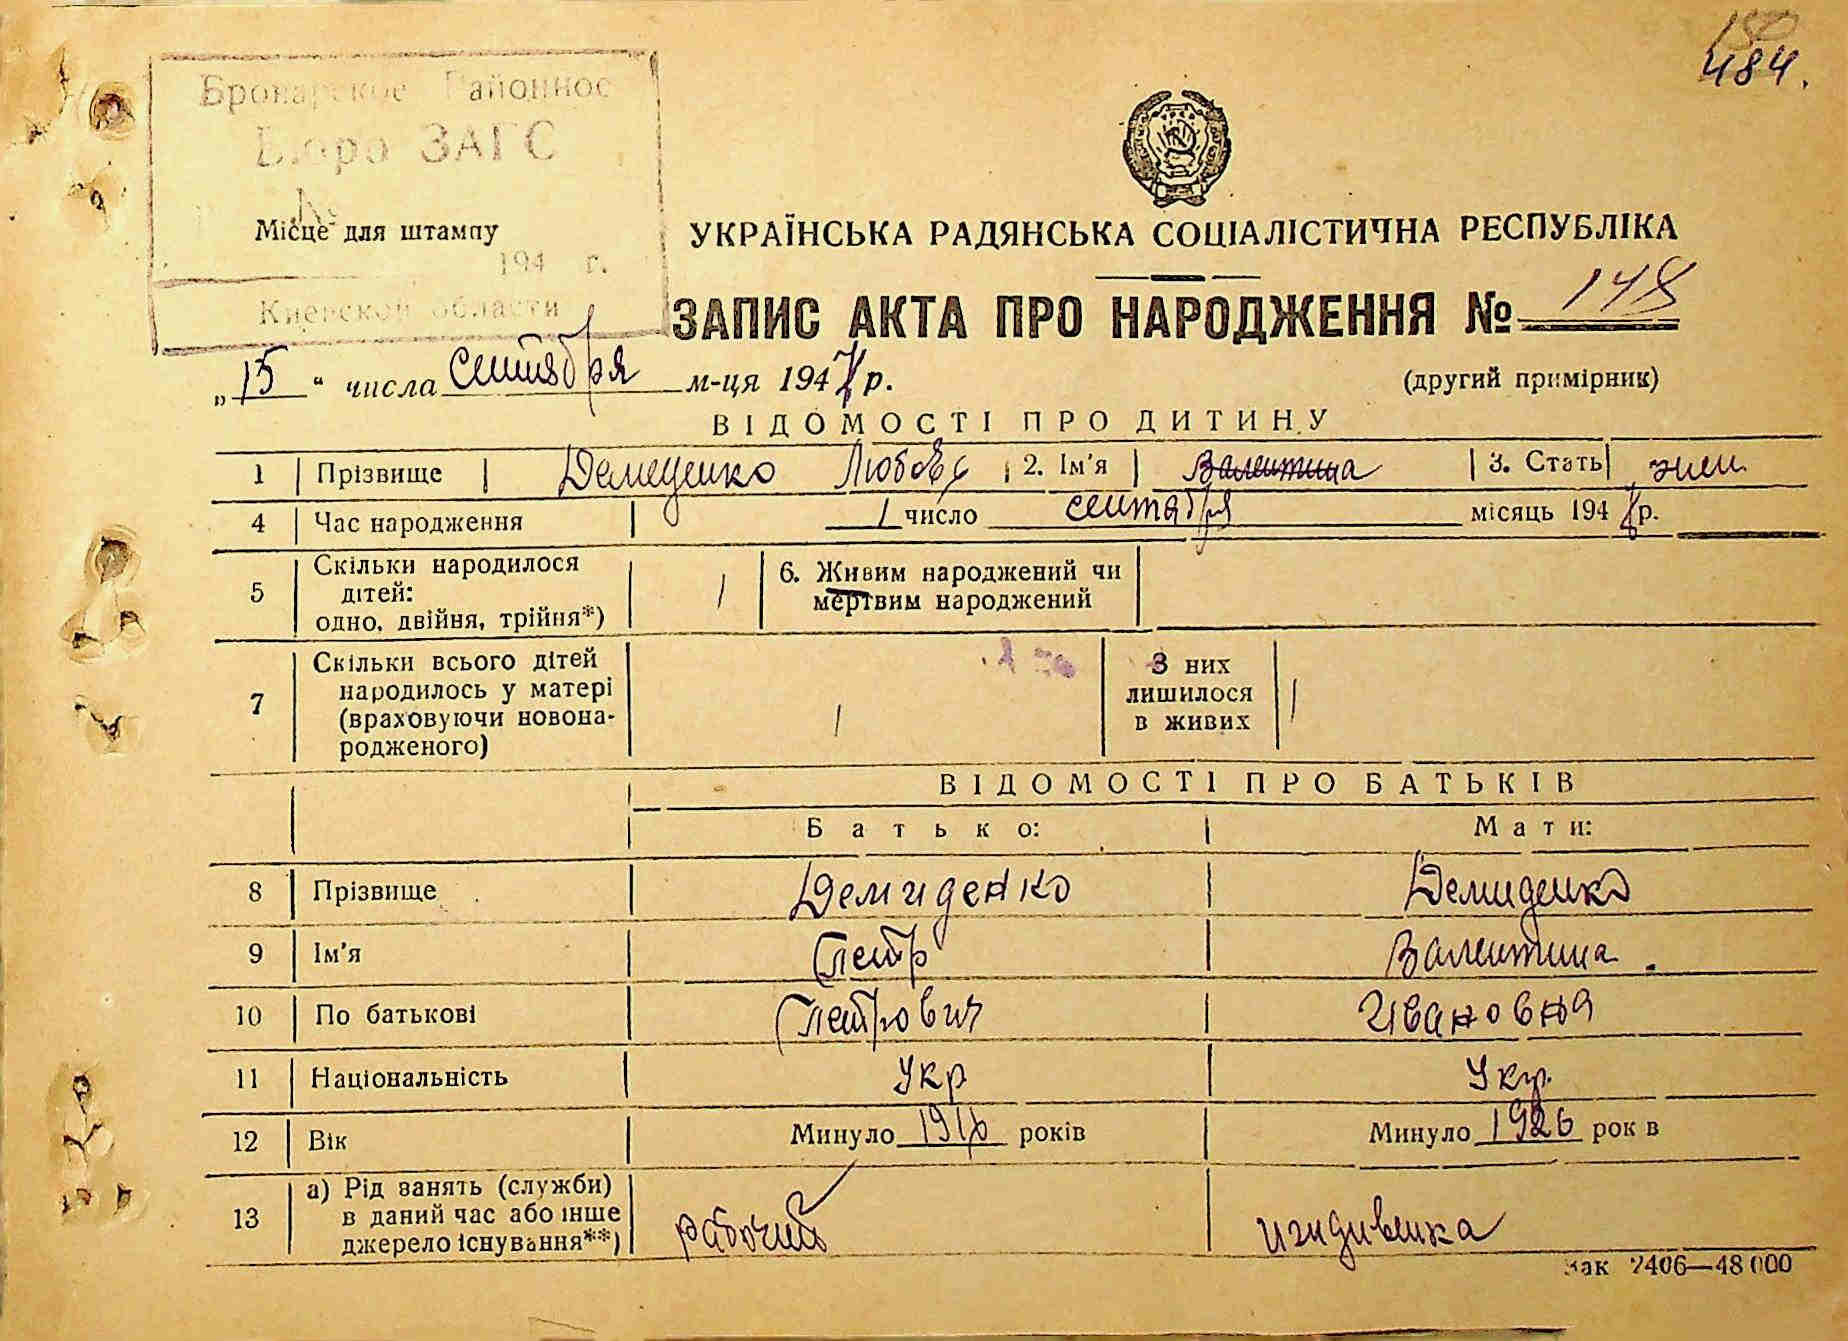 150
484.
Броварское Районное
Бюро ЗАГС
Місце для штампу
194 г.
Киевской области
УКРАЇНСЬКА РАДЯНСЬКА СОЦІАЛІСТИЧНА РЕСПУБЛІКА
ЗАПИС АКТА ПРО НАРОДЖЕННЯ № 148
„15“ числа сентября м-ця 194 р.
(другий примірник)
ВІДОМОСТІ ПРО ДИТИНУ
1 Прізвище Демиденко Любовь 2. Ім'я Валентина 3. Стать жен
4 Час народження 1 число сентября місяць 194 р.
5 Скільки народилося дітей: одно, двійня, трійня*) 1 6. Живим народжений чи мертвим народжений
7 Скільки всього дітей народилось у матері (враховуючи новонародженого) 1 З них лишилося в живих 1
ВІДОМОСТІ ПРО БАТЬКІВ
Батько: Мати:
8 Прізвище Демиденко Демиденко
9 Ім'я Петр Валентина
10 По батькові Петрович Ивановна
11 Національність Укр Укр.
12 Вік Минуло років Минуло 1926 рок в
13 а) Рід занять (служби) в даний час або інше джерело існування**) рабочий иждивенка
Зак 2406—48 000